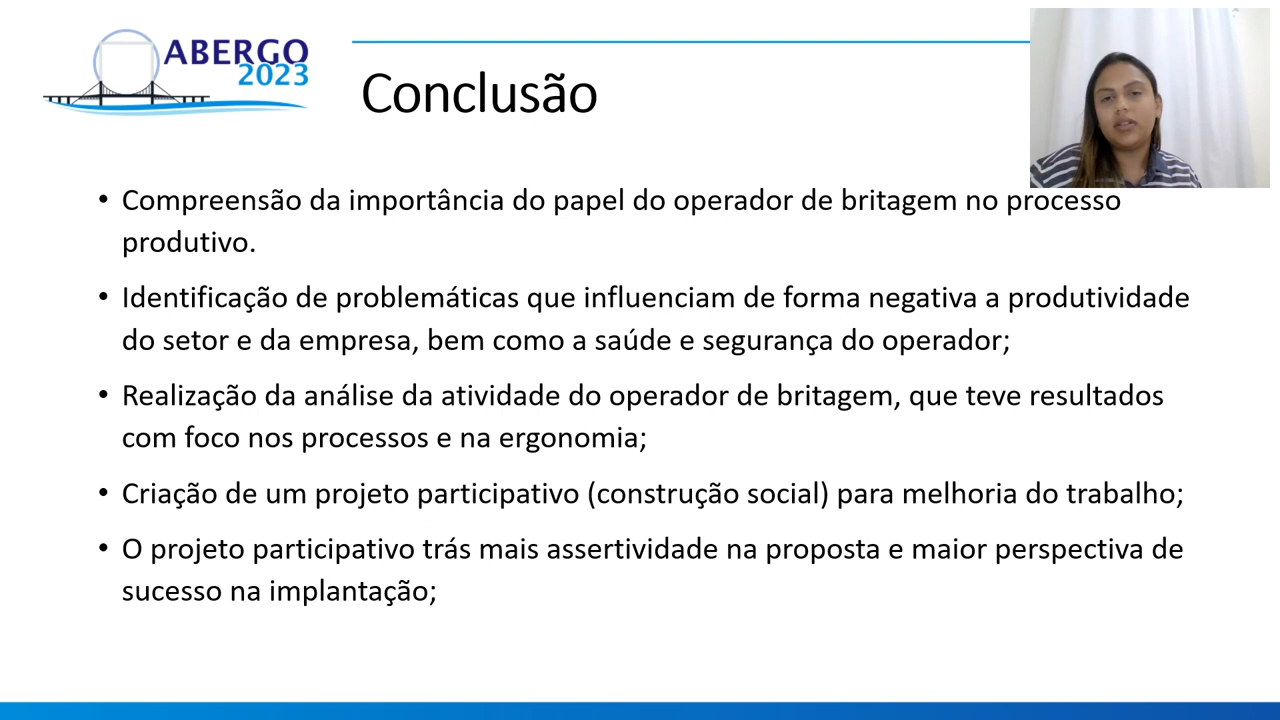 ABERGO
2023
Conclusão
• Compreensão da importância do papel do operador de britagem no processo
produtivo.
• Identificação de problemáticas que influenciam de forma negativa a produtividade
do setor e da empresa, bem como a saúde e segurança do operador;
• Realização da análise da atividade do operador de britagem, que teve resultados
com foco nos processos e na ergonomia;
• Criação de um projeto participativo (construção social) para melhoria do trabalho;
• O projeto participativo trás mais assertividade na proposta e maior perspectiva de
sucesso na implantação;